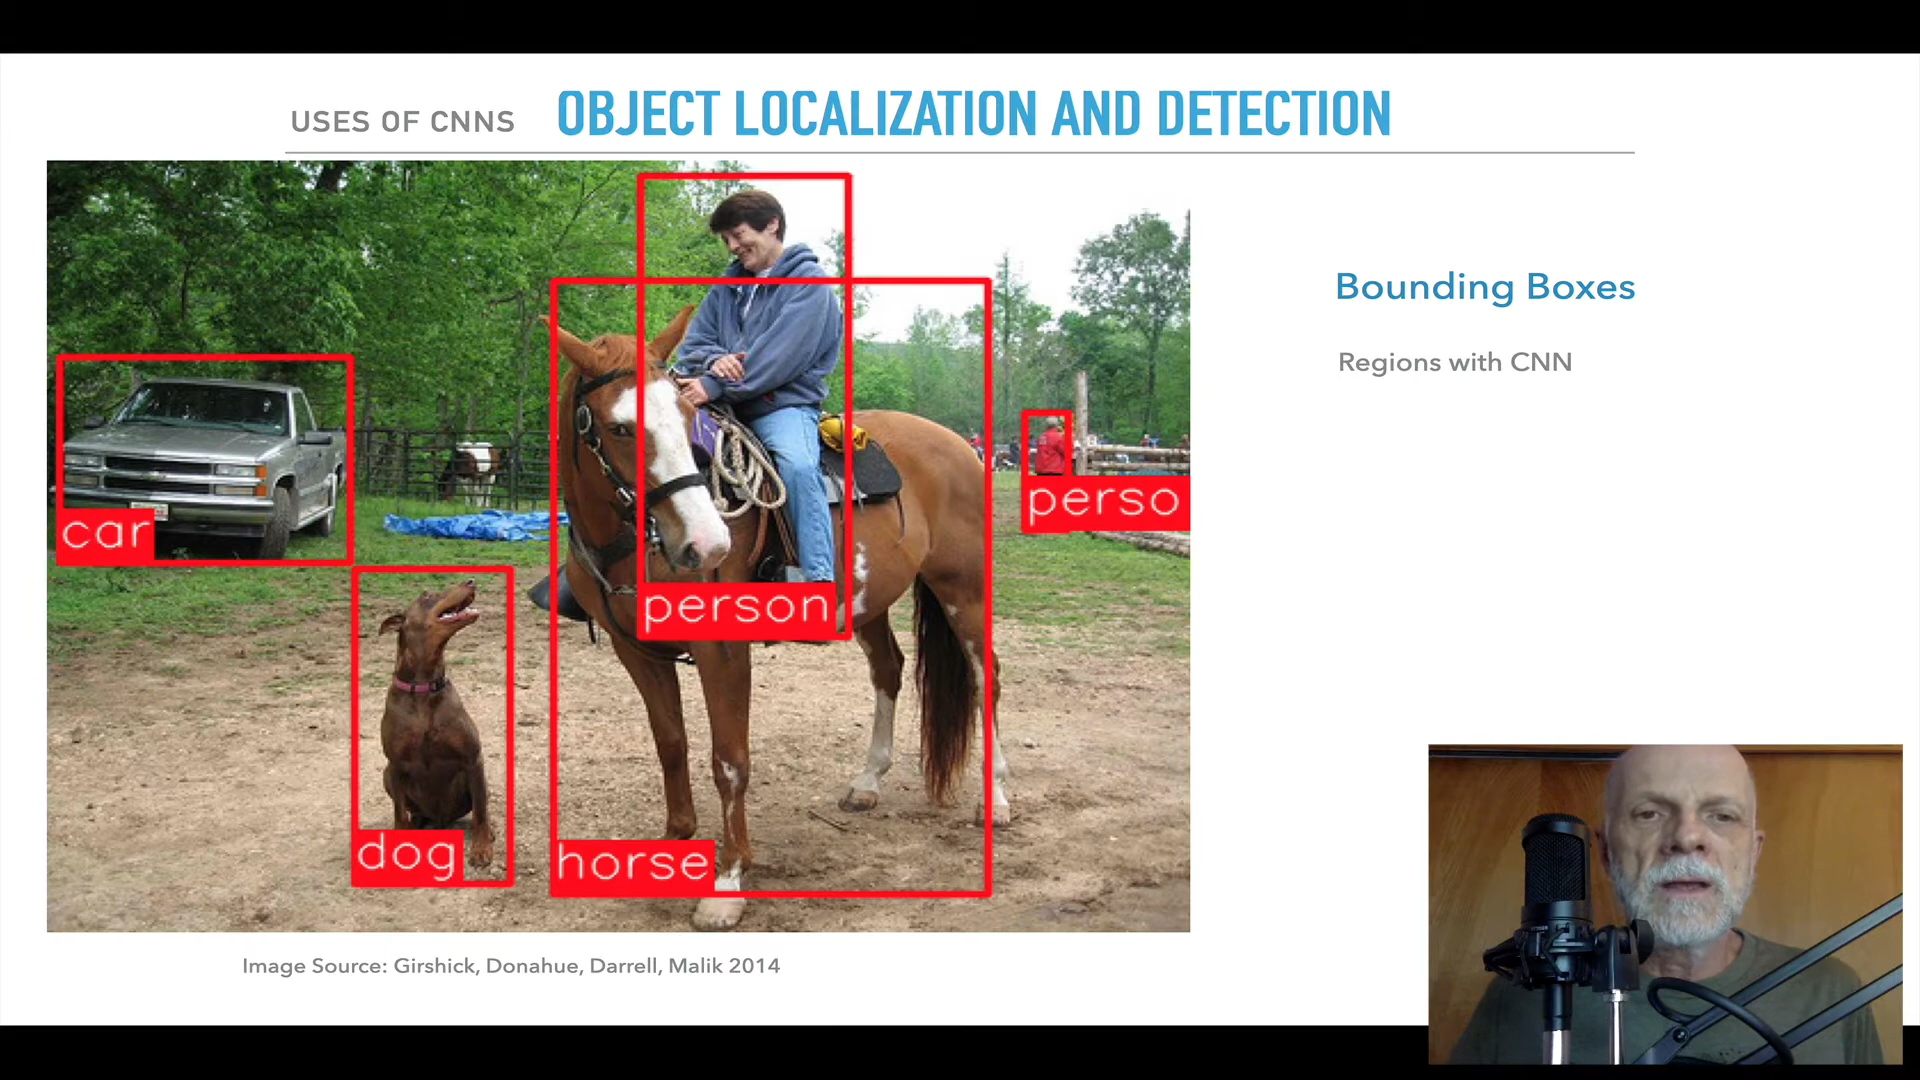 USES OF CNNS OBJECT LOCALIZATION AND DETECTION
Bounding Boxes
Regions with CNN
car
perso
person
dog
horse
Image Source: Girshick, Donahue, Darrell, Malik 2014